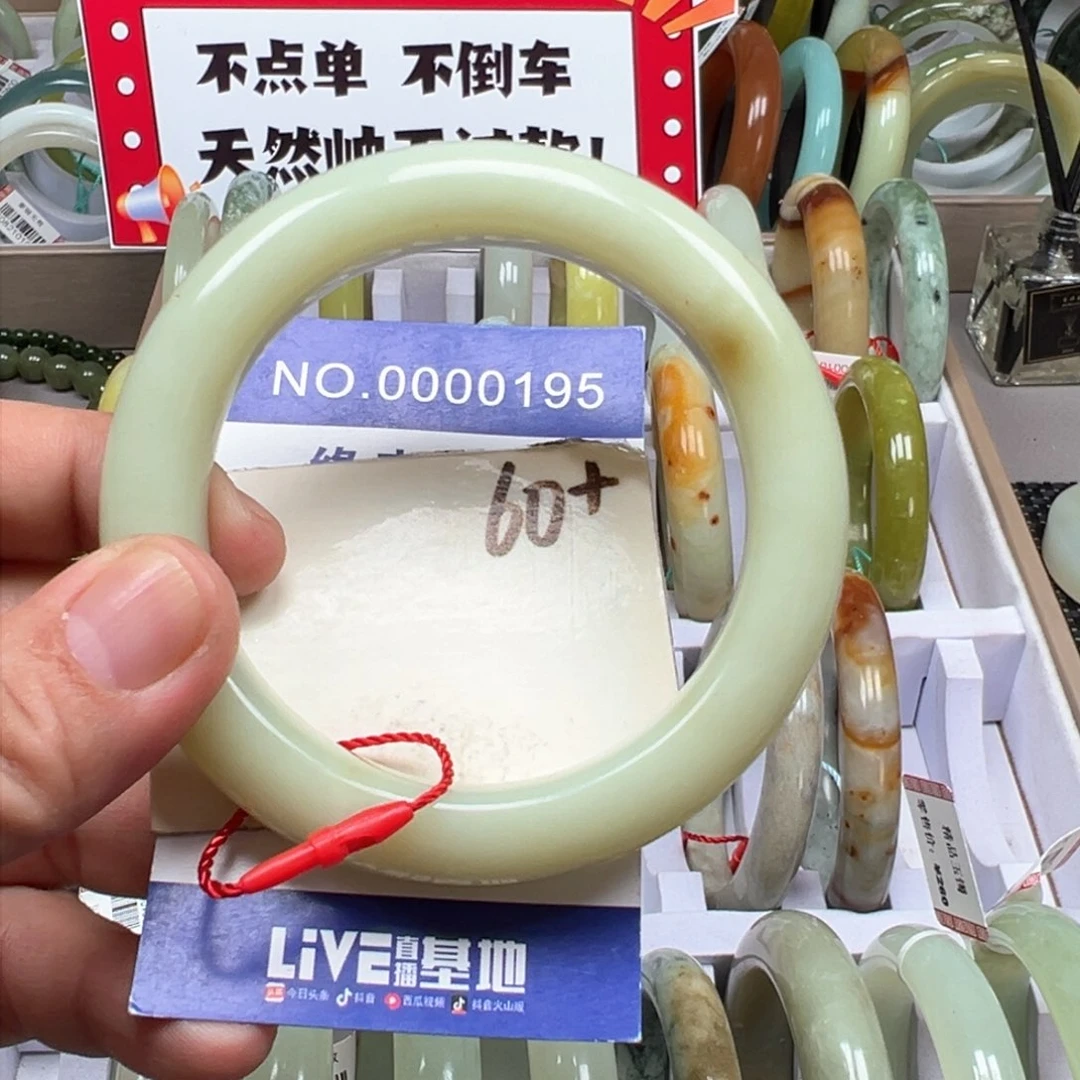 不点单 不倒车
天然
NO.0000195
60+
LiVE直播基地
今日头条 抖音 西瓜视频 抖音火山版